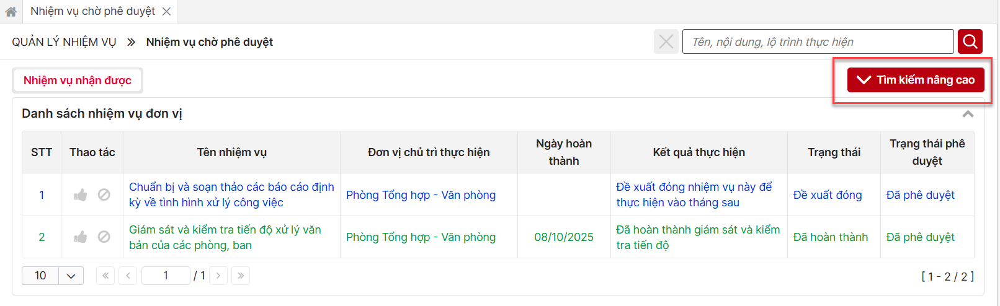 Nhiệm vụ chờ phê duyệt
QUẢN LÝ NHIỆM VỤ » Nhiệm vụ chờ phê duyệt
Tên, nội dung, lộ trình thực hiện
Nhiệm vụ nhận được
Tìm kiếm nâng cao
Danh sách nhiệm vụ đơn vị
STT
Thao tác
Tên nhiệm vụ
Đơn vị chủ trì thực hiện
Ngày hoàn
thành
Kết quả thực hiện
Trạng thái
Trạng thái phê
duyệt
1
Chuẩn bị và soạn thảo các báo cáo định
kỳ về tình hình xử lý công việc
Phòng Tổng hợp - Văn phòng
Đề xuất đóng nhiệm vụ này để
thực hiện vào tháng sau
Đề xuất đóng
Đã phê duyệt
2
Giám sát và kiểm tra tiến độ xử lý văn
bản của các phòng, ban
Phòng Tổng hợp - Văn phòng
08/10/2025
Đã hoàn thành giám sát và kiểm
tra tiến độ
Đã hoàn thành
Đã phê duyệt
10
« ‹ 1 / 1 › »
[ 1 - 2 / 2 ]